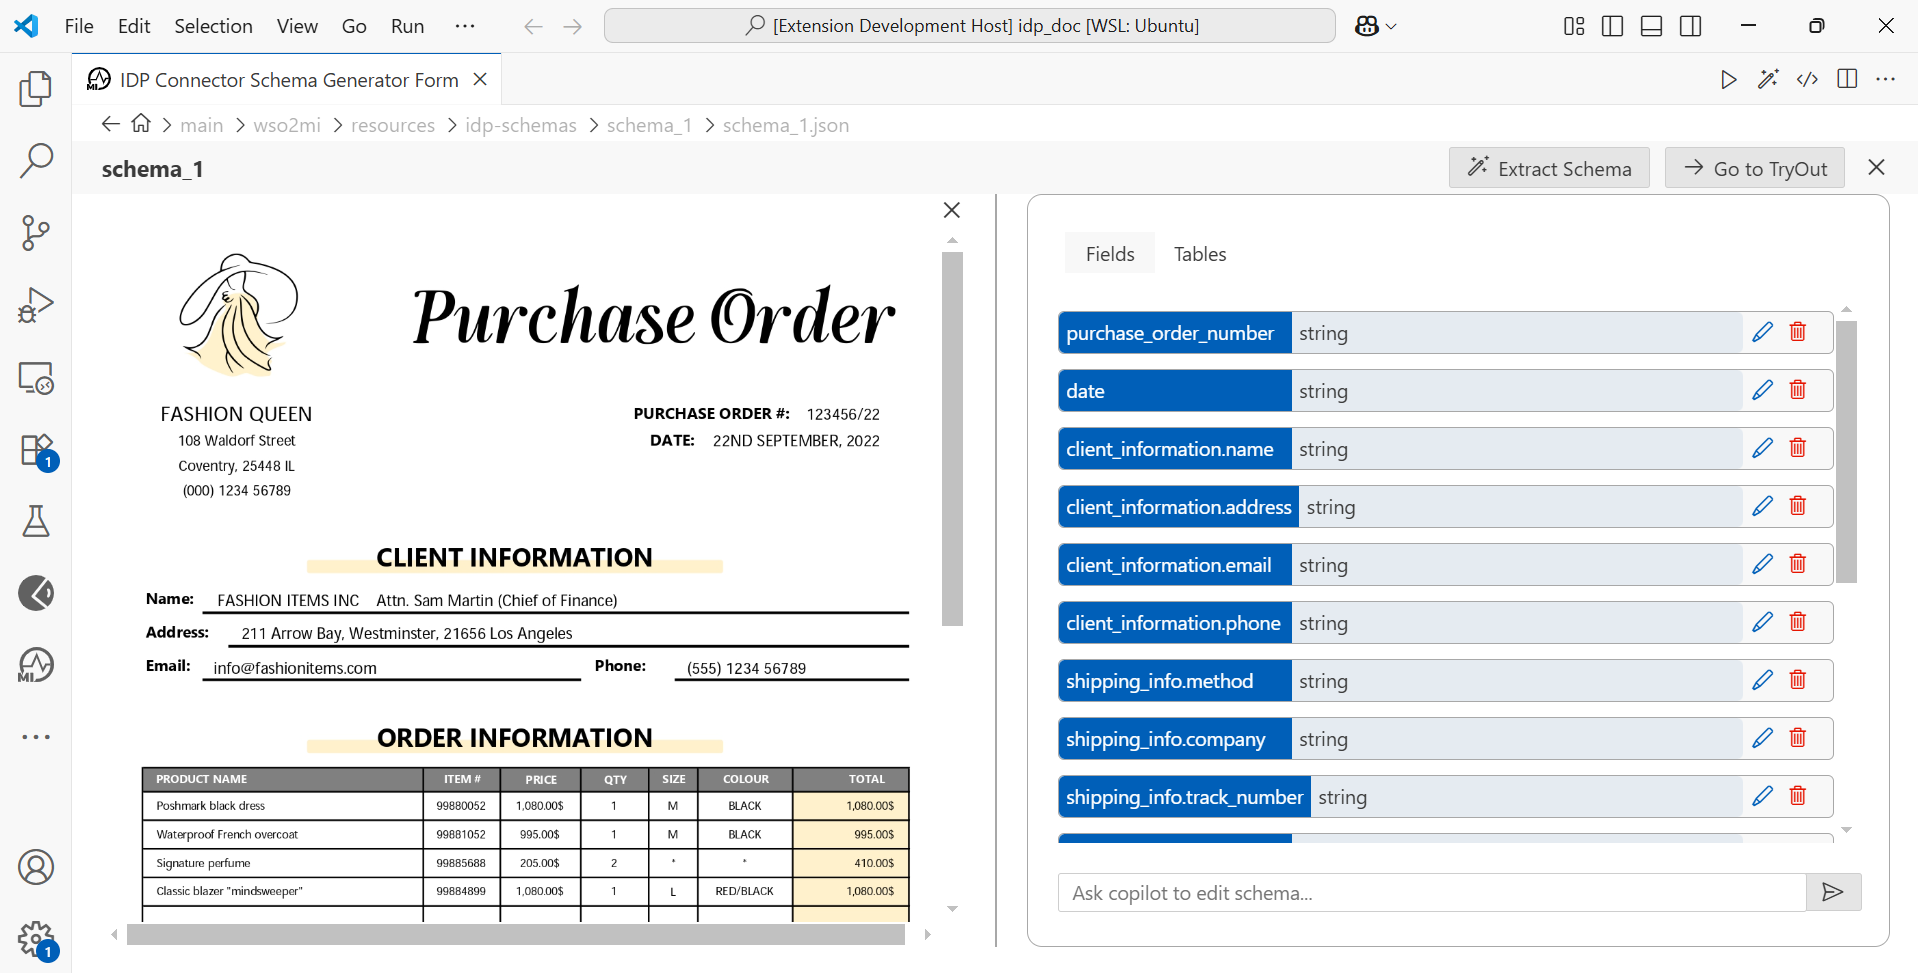 File Edit Selection View Go Run ··· [Extension Development Host] idp_doc [WSL: Ubuntu]
IDP Connector Schema Generator Form
main > wso2mi > resources > idp-schemas > schema_1 > schema_1.json
schema_1
Extract Schema
Go to TryOut
Purchase Order
FASHION QUEEN
108 Waldorf Street
Coventry, 25448 IL
(000) 1234 56789
PURCHASE ORDER #: 123456/22
DATE: 22ND SEPTEMBER, 2022
CLIENT INFORMATION
Name: FASHION ITEMS INC Attn. Sam Martin (Chief of Finance)
Address: 211 Arrow Bay, Westminster, 21656 Los Angeles
Email: info@fashionitems.com Phone: (555) 1234 56789
ORDER INFORMATION
PRODUCT NAME ITEM # PRICE QTY SIZE COLOUR TOTAL
Poshmark black dress 99880052 1,080.00$ 1 M BLACK 1,080.00$
Waterproof French overcoat 99881052 995.00$ 1 M BLACK 995.00$
Signature perfume 99885688 205.00$ 2 * * 410.00$
Classic blazer "mindsweeper" 99884899 1,080.00$ 1 L RED/BLACK 1,080.00$
Fields Tables
purchase_order_number string
date string
client_information.name string
client_information.address string
client_information.email string
client_information.phone string
shipping_info.method string
shipping_info.company string
shipping_info.track_number string
Ask copilot to edit schema...
1
MI
1